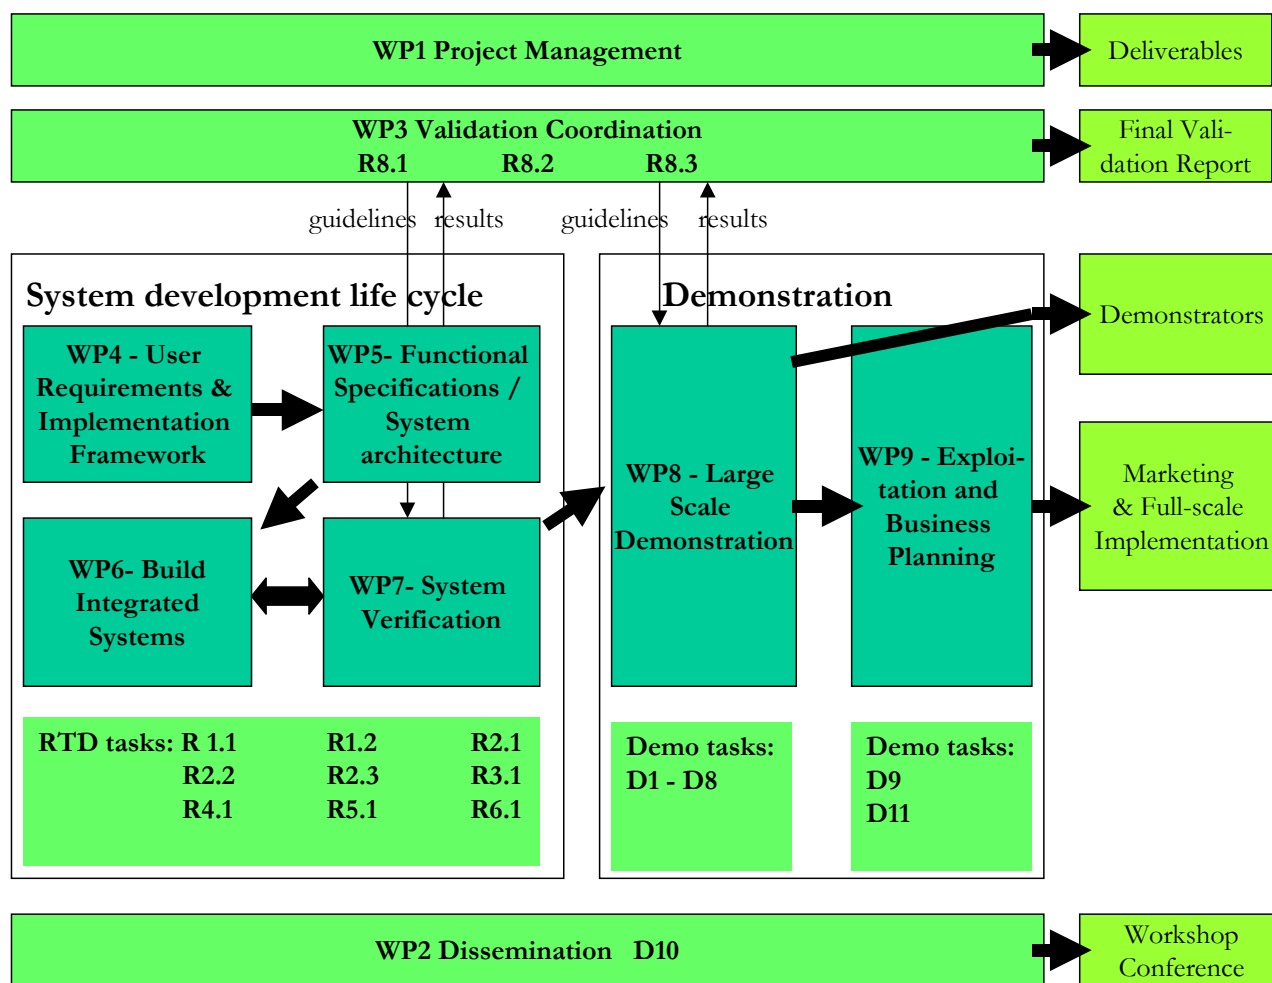 WP1 Project Management
Deliverables
WP3 Validation Coordination
R8.1 R8.2 R8.3
Final Vali-
dation Report
guidelines results
guidelines results
System development life cycle
WP4 - User
Requirements &
Implementation
Framework
WP5- Functional
Specifications /
System
architecture
WP6- Build
Integrated
Systems
WP7- System
Verification
RTD tasks: R 1.1 R1.2 R2.1
R2.2 R2.3 R3.1
R4.1 R5.1 R6.1
Demonstration
WP8 - Large
Scale
Demonstration
WP9 - Exploi-
tation and
Business
Planning
Demo tasks:
D1 - D8
Demo tasks:
D9
D11
Demonstrators
Marketing
& Full-scale
Implementation
WP2 Dissemination D10
Workshop
Conference